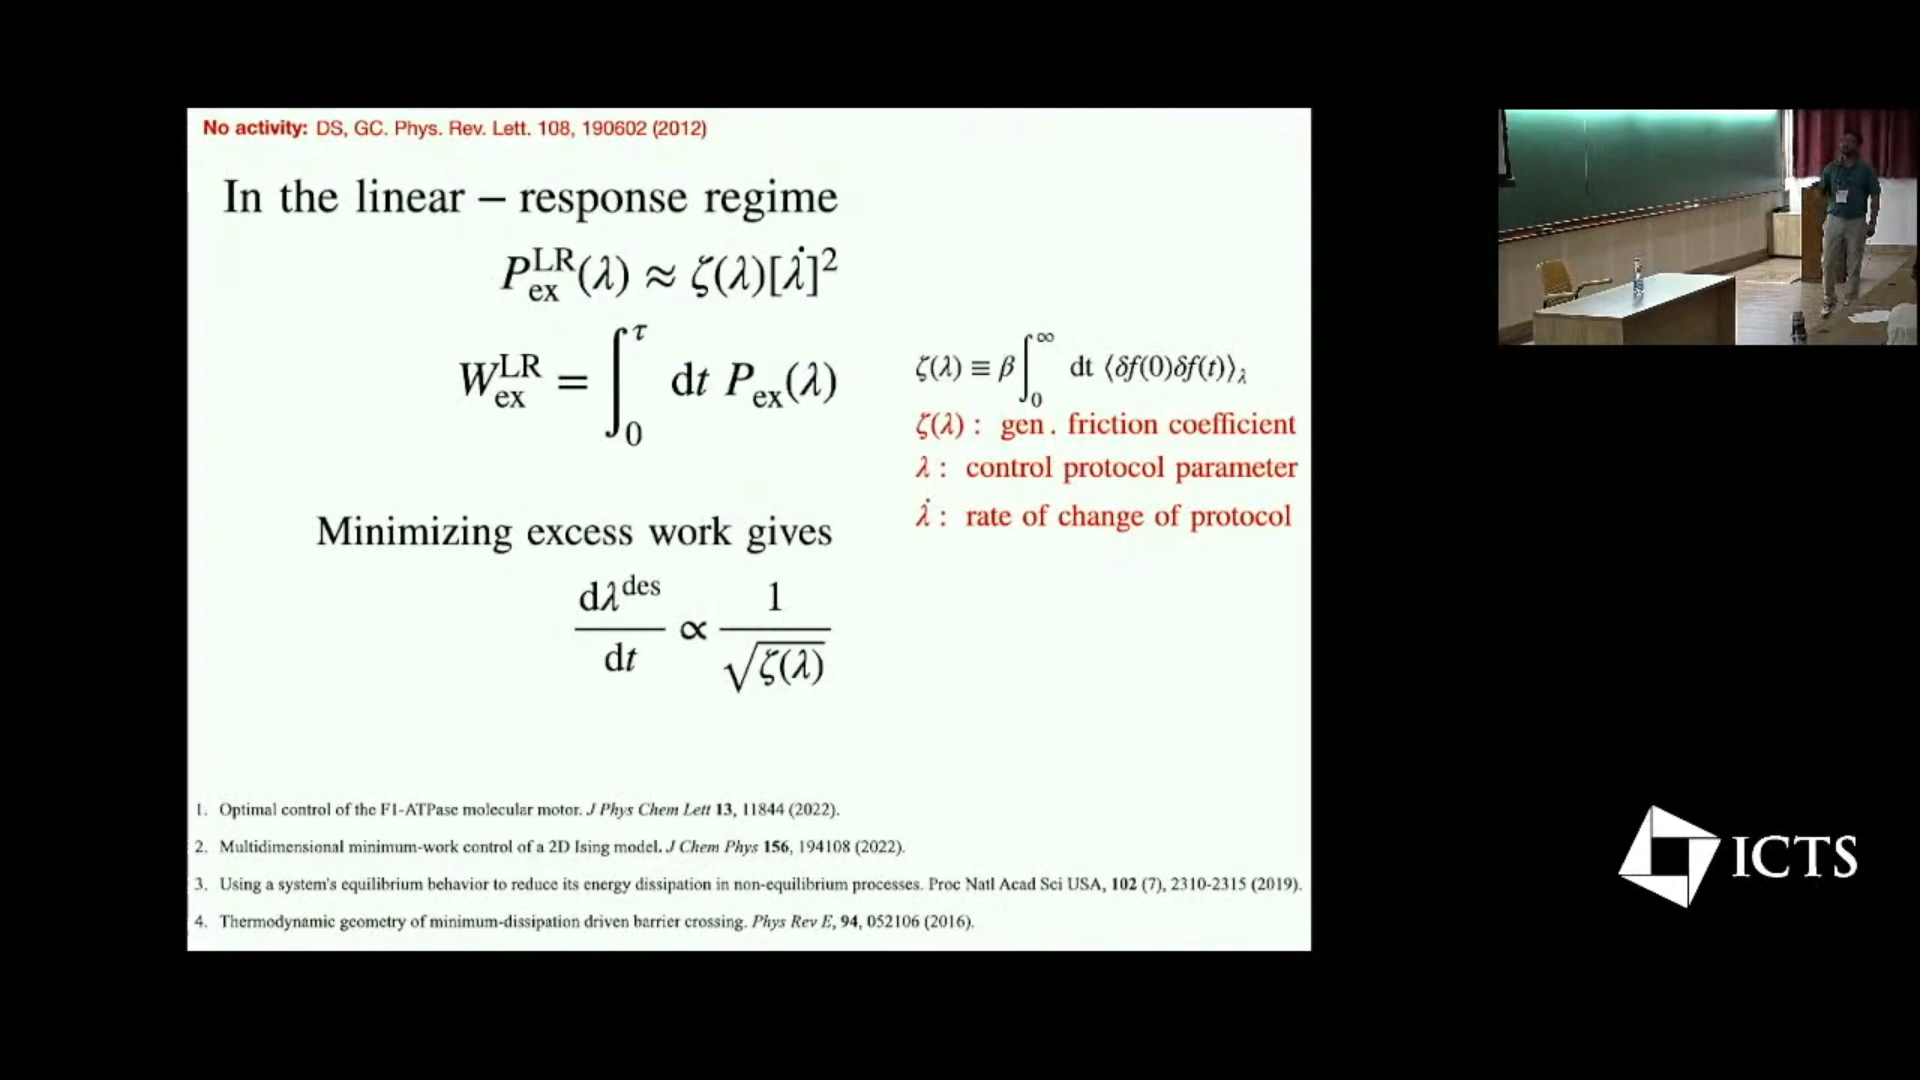 No activity: DS, GC. Phys. Rev. Lett. 108, 190602 (2012)
In the linear – response regime
P_ex^LR(λ) ≈ ζ(λ)[λ̇]²
W_ex^LR = ∫_0^τ dt P_ex(λ)
ζ(λ) ≡ β∫_0^∞ dt ⟨δf(0)δf(t)⟩_λ
ζ(λ) : gen . friction coefficient
λ : control protocol parameter
λ̇ : rate of change of protocol
Minimizing excess work gives
dλ^des/dt ∝ 1/√ζ(λ)
1. Optimal control of the F1-ATPase molecular motor. J Phys Chem Lett 13, 11844 (2022).
2. Multidimensional minimum-work control of a 2D Ising model. J Chem Phys 156, 194108 (2022).
3. Using a system's equilibrium behavior to reduce its energy dissipation in non-equilibrium processes. Proc Natl Acad Sci USA, 102 (7), 2310-2315 (2019).
4. Thermodynamic geometry of minimum-dissipation driven barrier crossing. Phys Rev E, 94, 052106 (2016).
ICTS